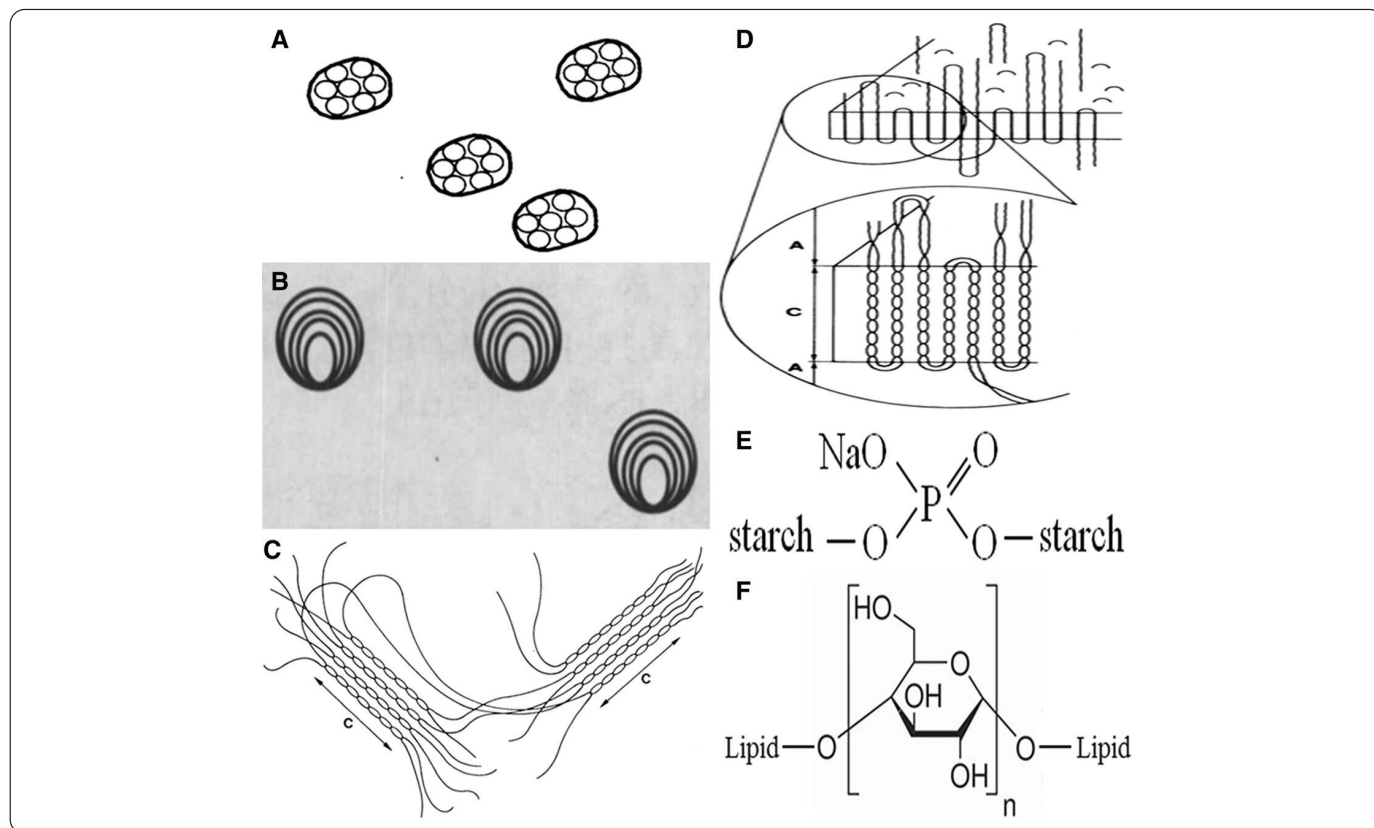 A
B
C
C
C
D
A
C
A
E
NaO O
P
starch – O O – starch
F
HO
O
OH
Lipid – O O – Lipid
OH
n